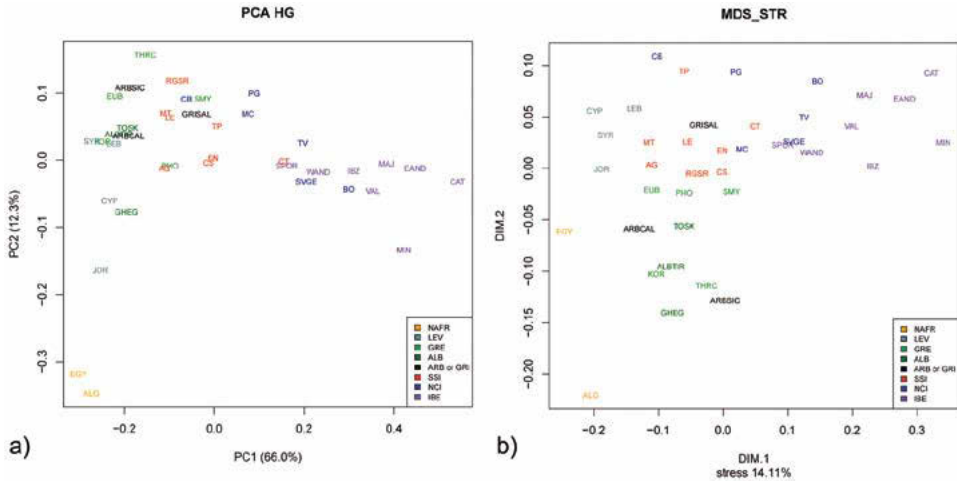 PCA HG
PC2 (12.3%)
0.1
0.0
−0.1
−0.2
−0.3
THRC
ARBSIC
RGSR
EUB
CB
SMY
PG
MT
LE
GRISAL
MC
TOSK
TP
ARBCAL
SYR
KOR
LEB
TV
EN
PHO
AG
CS
CT
SPOR
WAND
IBZ
MAJ
EAND
CAT
SVGE
BO
VAL
CYP
GHEG
MIN
JOR
EGY
ALG
NAFR
LEV
GRE
ALB
ARB or GRI
SSI
NCI
IBE
−0.2
0.0
0.2
0.4
PC1 (66.0%)
a)
MDS_STR
DIM.2
0.10
0.05
0.00
−0.05
−0.10
−0.15
−0.20
CB
TP
PG
BO
CAT
MAJ
EAND
CYP
LEB
GRISAL
CT
TV
VAL
SYR
MT
LE
EN
MC
SPOR
SVGE
WAND
MIN
IBZ
JOR
AG
RGSR
CS
EUB
PHO
SMY
EGY
ARBCAL
TOSK
ALBTIR
KOR
THRC
ARBSIC
GHEG
ALG
NAFR
LEV
GRE
ALB
ARB or GRI
SSI
NCI
IBE
−0.2
−0.1
0.0
0.1
0.2
0.3
DIM.1
stress 14.11%
b)